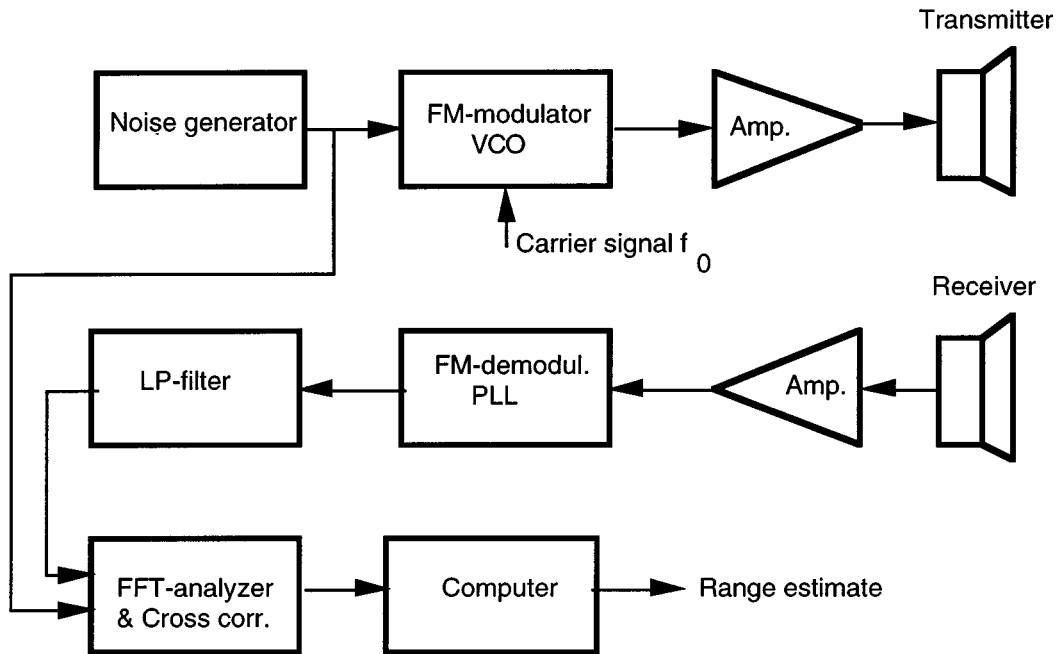 Transmitter
Noise generator
FM-modulator
VCO
Amp.
Carrier signal f0
Receiver
LP-filter
FM-demodul.
PLL
Amp.
FFT-analyzer
& Cross corr.
Computer
Range estimate